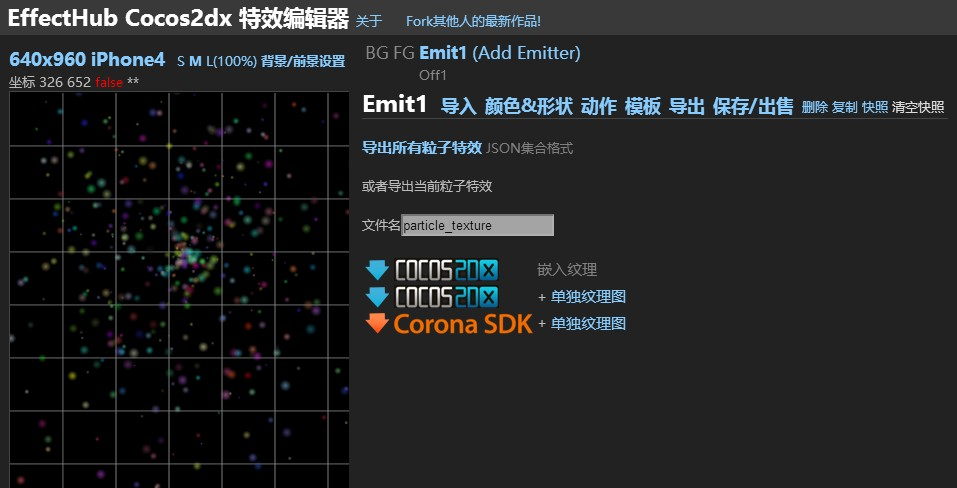 EffectHub Cocos2dx 特效编辑器 关于 Fork其他人的最新作品!
640x960 iPhone4 S M L(100%) 背景/前景设置
坐标 326 652 false **
BG FG Emit1 (Add Emitter)
Off1
Emit1 导入 颜色&形状 动作 模板 导出 保存/出售 删除 复制 快照 清空快照
导出所有粒子特效 JSON集合格式
或者导出当前粒子特效
文件名 particle_texture
COCOS2DX 嵌入纹理
COCOS2DX + 单独纹理图
Corona SDK + 单独纹理图